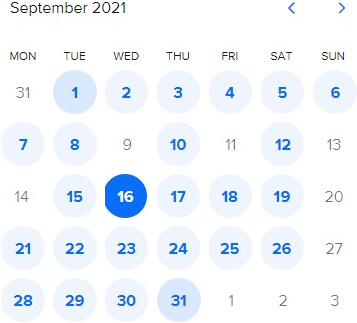 September 2021
MON TUE WED THU FRI SAT SUN
31 1 2 3 4 5 6
7 8 9 10 11 12 13
14 15 16 17 18 19 20
21 22 23 24 25 26 27
28 29 30 31 1 2 3